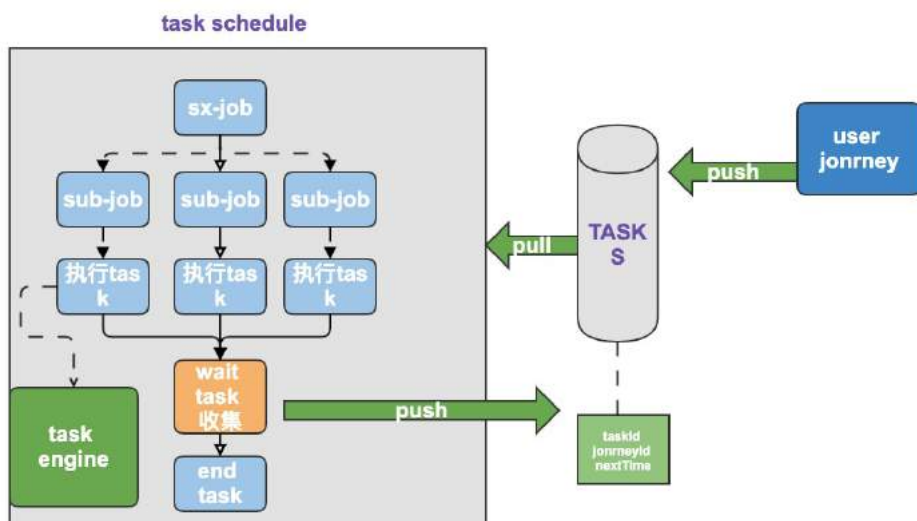 task schedule
sx-job
sub-job
sub-job
sub-job
执行tas
k
执行tas
k
执行tas
k
wait
task
收集
end
task
task
engine
pull
push
TASK
S
push
user
jonrney
taskId
jonrneyId
nextTime